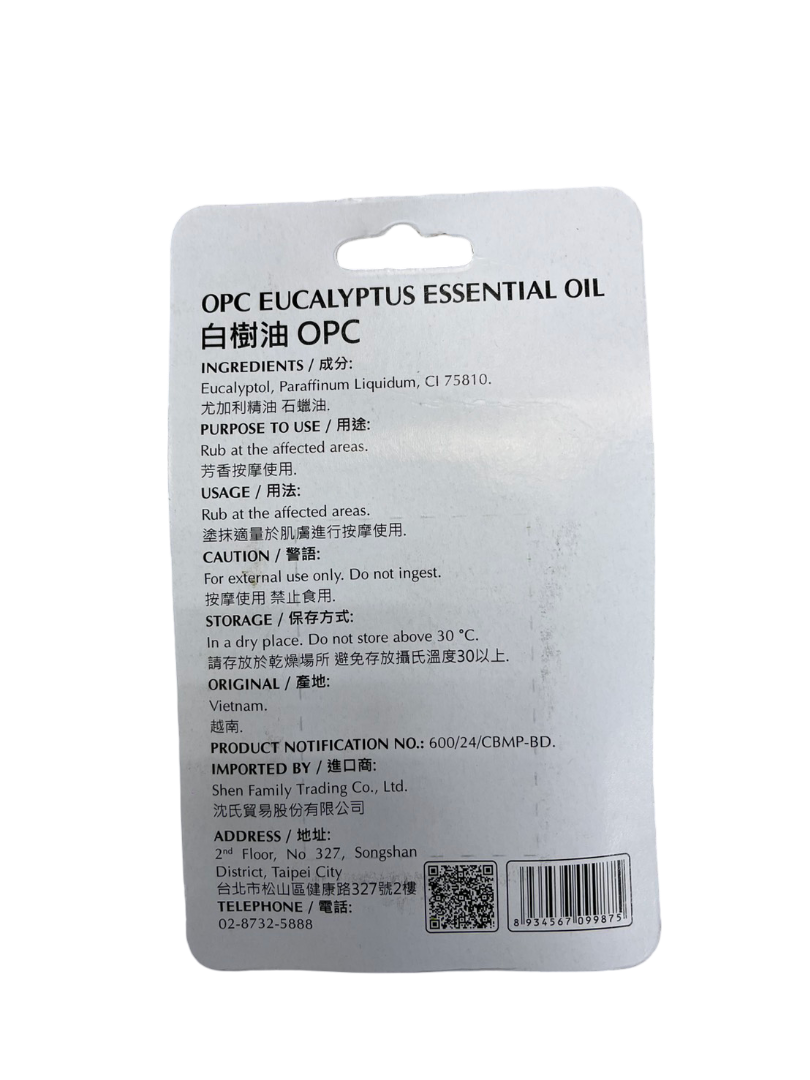 OPC EUCALYPTUS ESSENTIAL OIL
白樹油 OPC
INGREDIENTS / 成分:
Eucalyptol, Paraffinum Liquidum, CI 75810.
尤加利精油 石蠟油.
PURPOSE TO USE / 用途:
Rub at the affected areas.
芳香按摩使用.
USAGE / 用法:
Rub at the affected areas.
塗抹適量於肌膚進行按摩使用.
CAUTION / 警語:
For external use only. Do not ingest.
按摩使用 禁止食用.
STORAGE / 保存方式:
In a dry place. Do not store above 30 °C.
請存放於乾燥場所 避免存放攝氏溫度30以上.
ORIGINAL / 產地:
Vietnam.
越南.
PRODUCT NOTIFICATION NO.: 600/24/CBMP-BD.
IMPORTED BY / 進口商:
Shen Family Trading Co., Ltd.
沈氏貿易股份有限公司
ADDRESS / 地址:
2nd Floor, No 327, Songshan
District, Taipei City
台北市松山區健康路327號2樓
TELEPHONE / 電話:
02-8732-5888
8 934567 099875